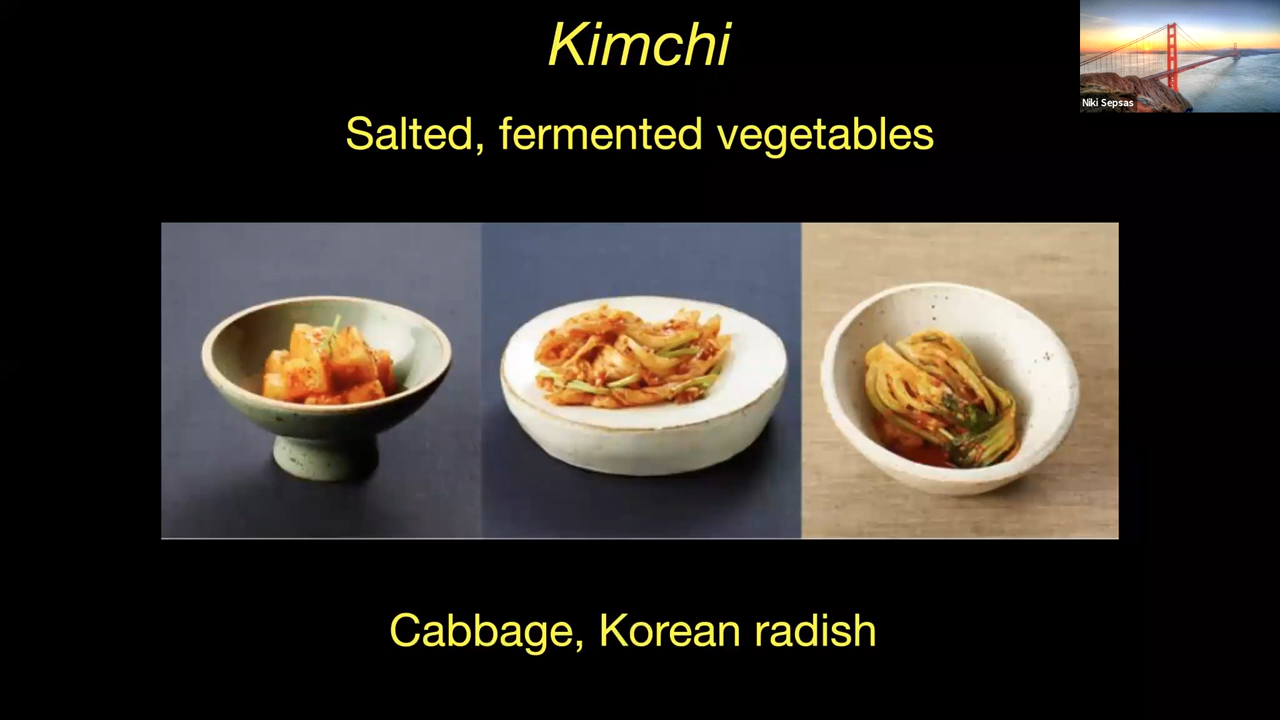 Kimchi
Niki Sepsas
Salted, fermented vegetables
Cabbage, Korean radish